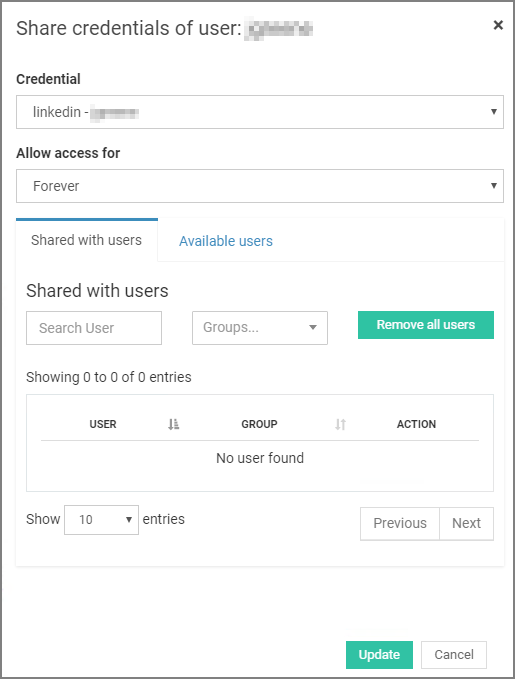 Share credentials of user:
×
Credential
linkedin -
Allow access for
Forever
Shared with users
Available users
Shared with users
Search User
Groups...
Remove all users
Showing 0 to 0 of 0 entries
USER GROUP ACTION
No user found
Show 10 entries
Previous Next
Update Cancel